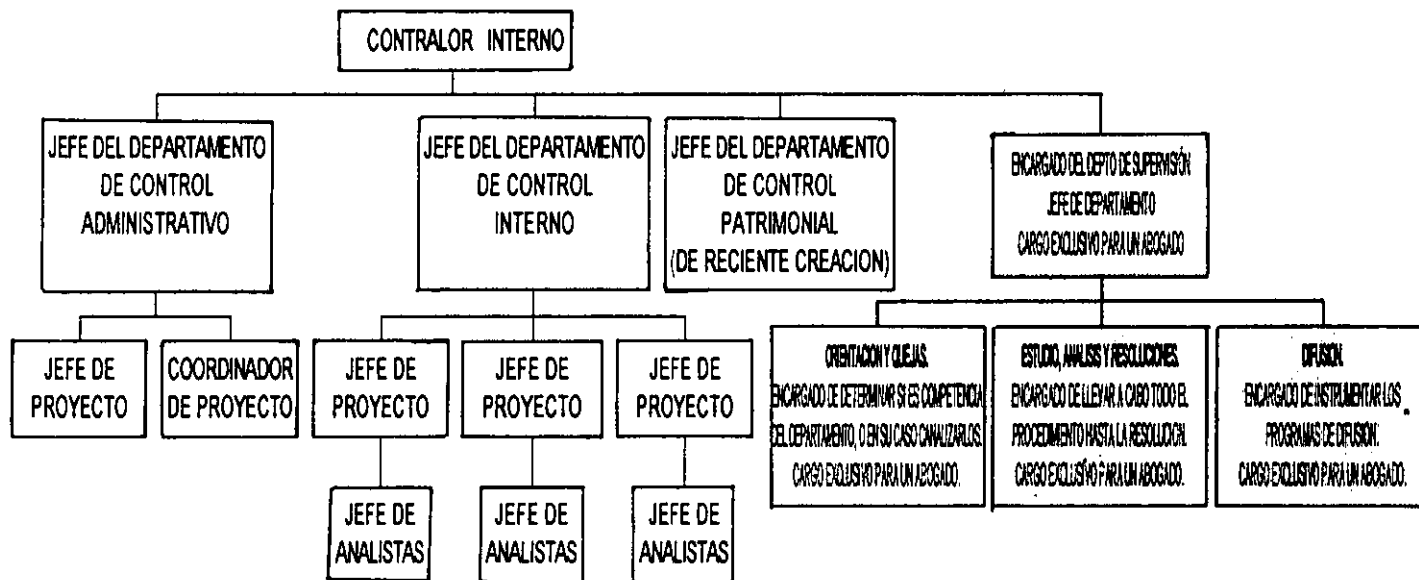 CONTRALOR INTERNO
JEFE DEL DEPARTAMENTO
DE CONTROL
ADMINISTRATIVO
JEFE DEL DEPARTAMENTO
DE CONTROL
INTERNO
JEFE DEL DEPARTAMENTO
DE CONTROL
PATRIMONIAL
(DE RECIENTE CREACION)
ENCARGADO DEL DEPTO DE SUPERVISIÓN
JEFE DE DEPARTAMENTO
CARGO EXCLUSIVO PARA UN ABOGADO
JEFE DE
PROYECTO
COORDINADOR
DE PROYECTO
JEFE DE
PROYECTO
JEFE DE
PROYECTO
JEFE DE
PROYECTO
ORIENTACION Y QUEJAS.
ENCARGADO DE DETERMINAR SI ES COMPETENCIA
DEL DEPARTAMENTO, O EN SU CASO CANALIZARLOS.
CARGO EXCLUSIVO PARA UN ABOGADO.
ESTUDIO, ANALISIS Y RESOLUCIONES.
ENCARGADO DE LLEVAR A CABO TODO EL
PROCEDIMIENTO HASTA LA RESOLUCION.
CARGO EXCLUSIVO PARA UN ABOGADO.
DIFUSION.
ENCARGADO DE INSTRUMENTAR LOS
PROGRAMAS DE DIFUSION.
CARGO EXCLUSIVO PARA UN ABOGADO.
JEFE DE
ANALISTAS
JEFE DE
ANALISTAS
JEFE DE
ANALISTAS